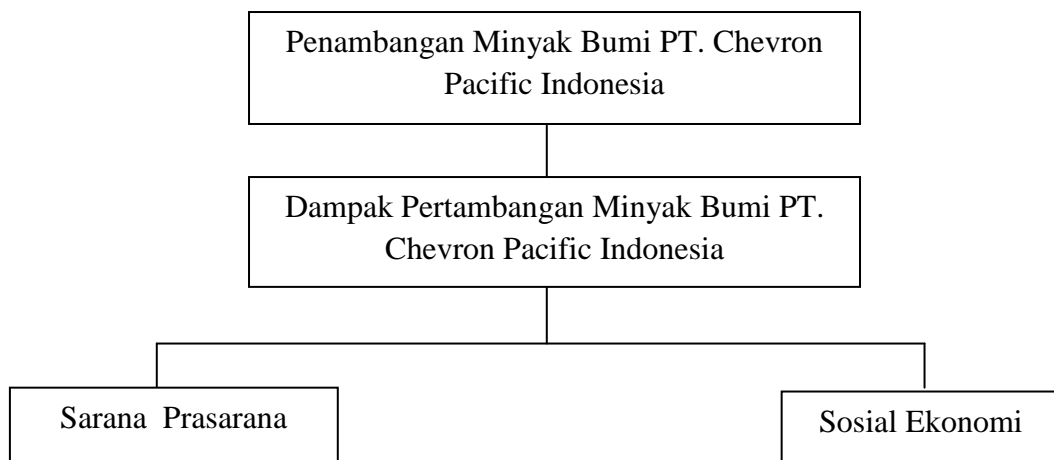 Penambangan Minyak Bumi PT. Chevron
Pacific Indonesia
Dampak Pertambangan Minyak Bumi PT.
Chevron Pacific Indonesia
Sarana Prasarana
Sosial Ekonomi